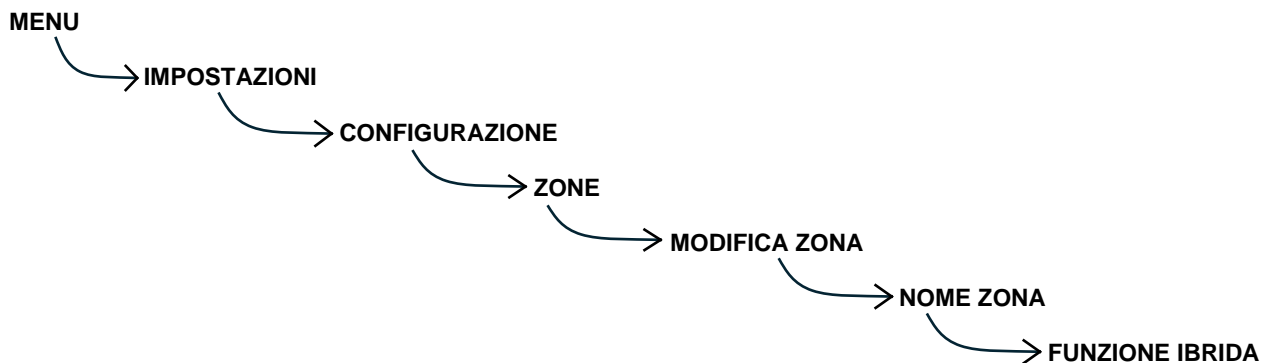 MENU
IMPOSTAZIONI
CONFIGURAZIONE
ZONE
MODIFICA ZONA
NOME ZONA
FUNZIONE IBRIDA